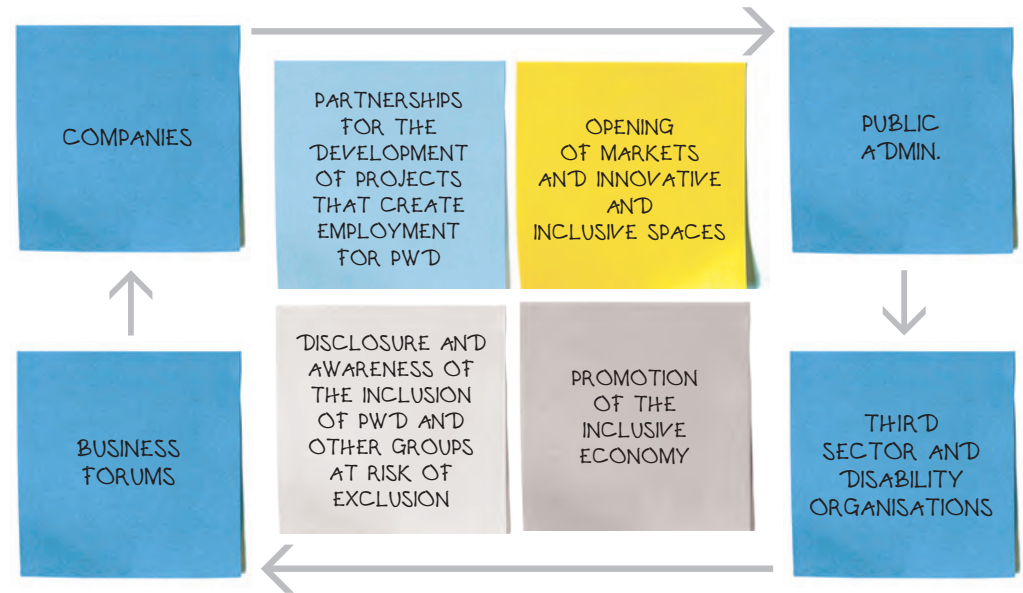 COMPANIES
PARTNERSHIPS
FOR THE
DEVELOPMENT
OF PROJECTS
THAT CREATE
EMPLOYMENT
FOR PWD
OPENING
OF MARKETS
AND INNOVATIVE
AND
INCLUSIVE SPACES
PUBLIC
ADMIN.
BUSINESS
FORUMS
DISCLOSURE AND
AWARENESS OF
THE INCLUSION
OF PWD AND
OTHER GROUPS
AT RISK OF
EXCLUSION
PROMOTION
OF THE
INCLUSIVE
ECONOMY
THIRD
SECTOR AND
DISABILITY
ORGANISATIONS